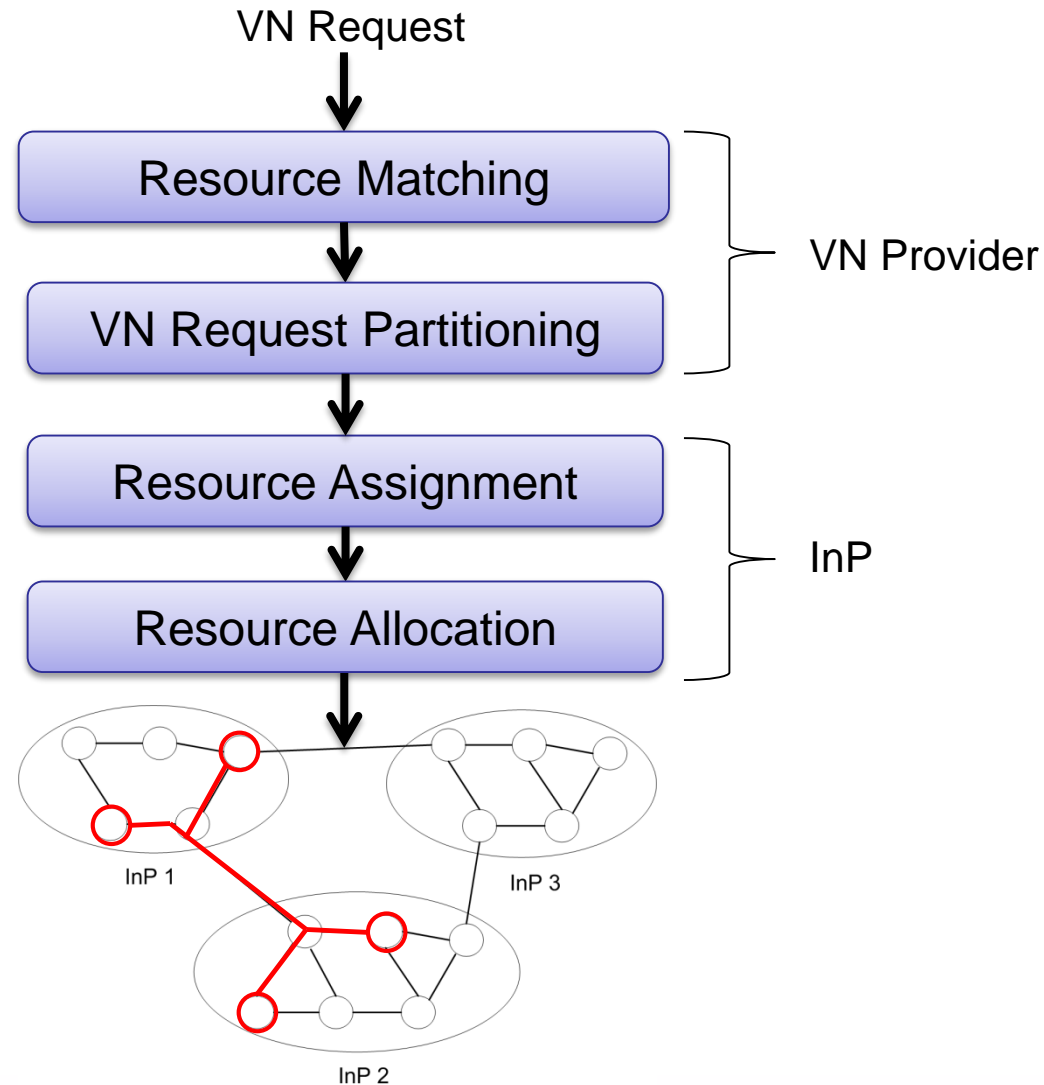 VN Request
Resource Matching
VN Provider
VN Request Partitioning
Resource Assignment
InP
Resource Allocation
InP 1
InP 3
InP 2